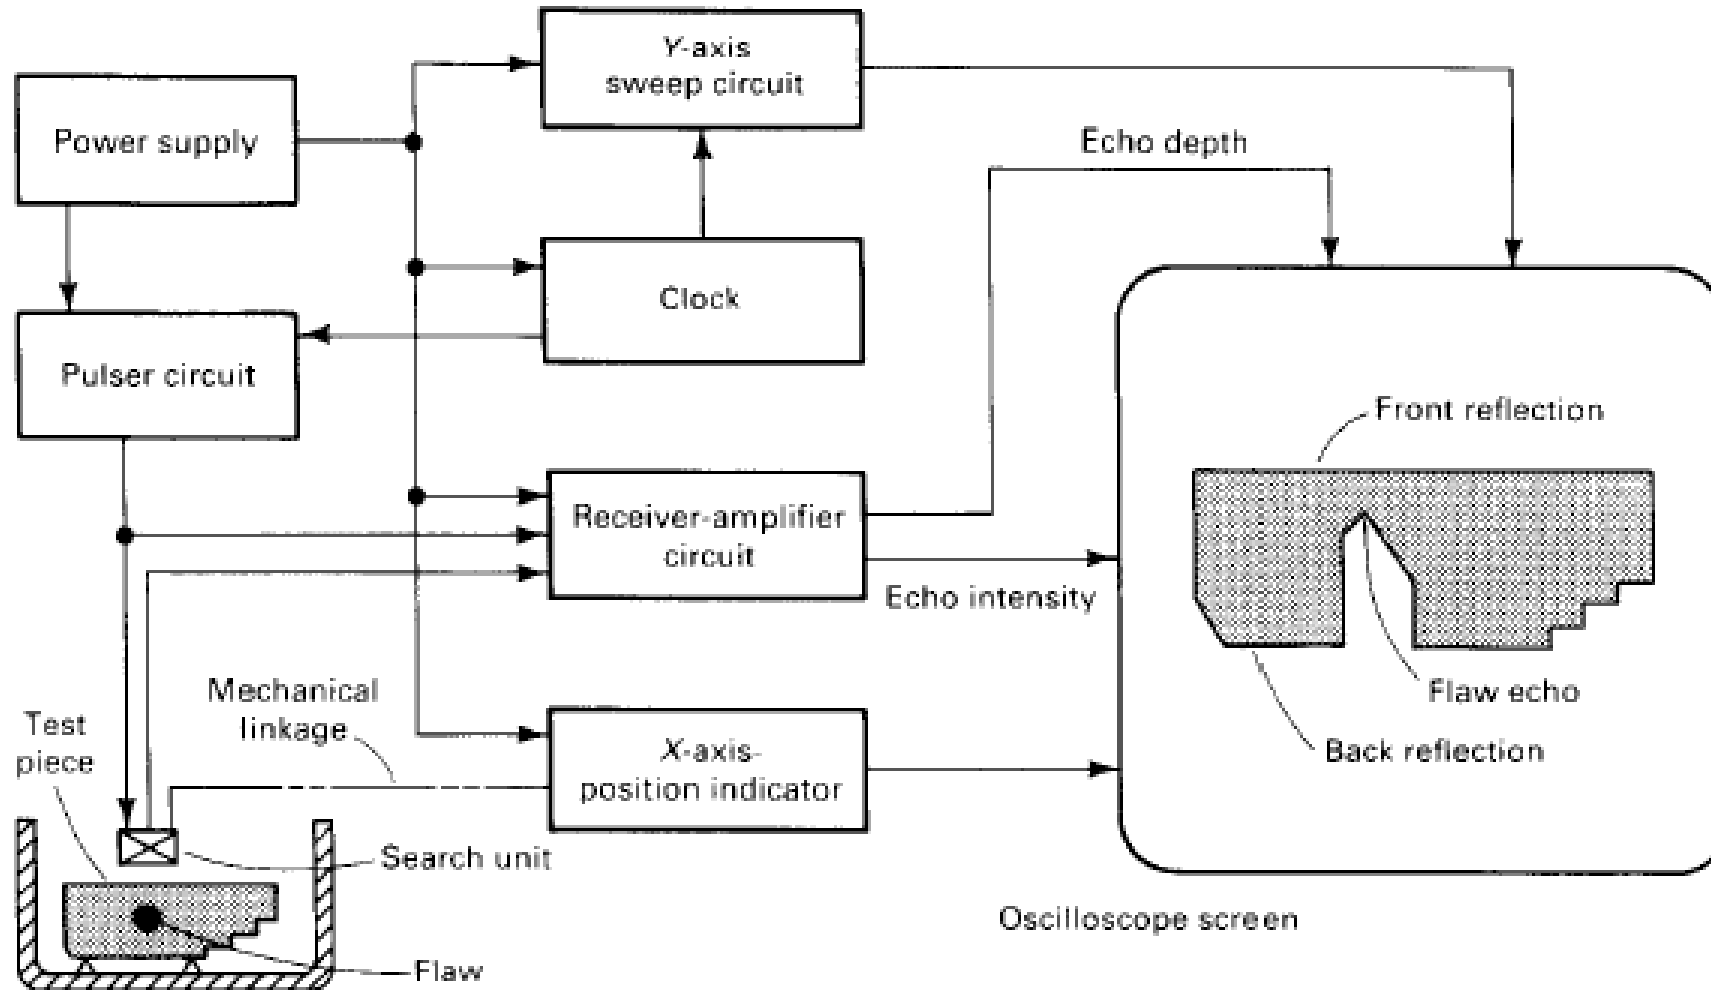 Y-axis
sweep circuit
Power supply
Echo depth
Clock
Pulser circuit
Front reflection
Receiver-amplifier
circuit
Echo intensity
Flaw echo
Back reflection
Mechanical
linkage
Test
piece
X-axis-
position indicator
Search unit
Oscilloscope screen
Flaw